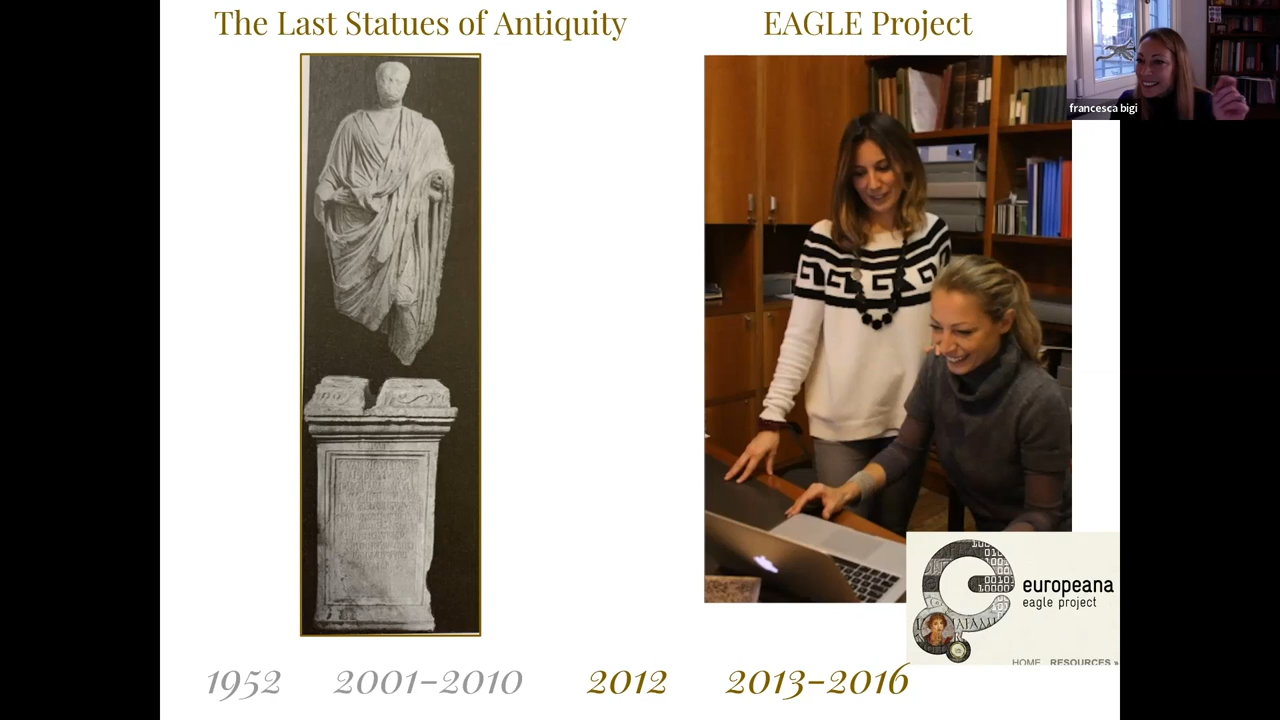 The Last Statues of Antiquity
EAGLE Project
francesca bigi
europeana
eagle project
HOME RESOURCES »
1952 2001-2010 2012 2013-2016